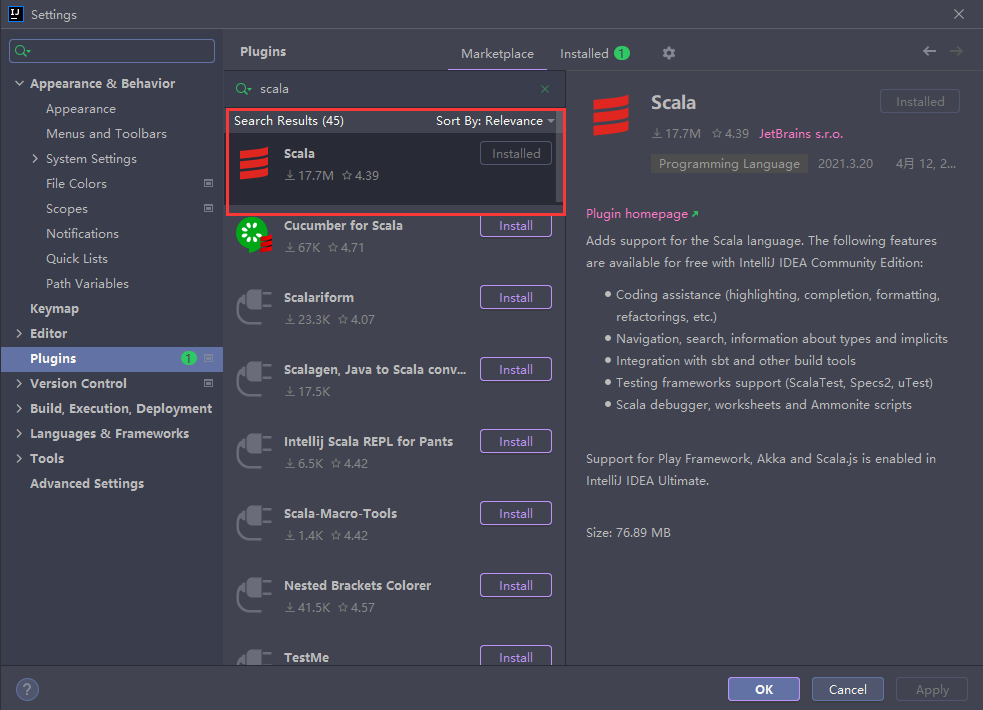 Settings
Appearance & Behavior
Appearance
Menus and Toolbars
System Settings
File Colors
Scopes
Notifications
Quick Lists
Path Variables
Keymap
Editor
Plugins 1
Version Control
Build, Execution, Deployment
Languages & Frameworks
Tools
Advanced Settings
Plugins
Marketplace
Installed 1
scala
Search Results (45) Sort By: Relevance
Scala Installed
17.7M 4.39
Cucumber for Scala Install
67K 4.71
Scalariform Install
23.3K 4.07
Scalagen, Java to Scala conv... Install
17.5K
Intellij Scala REPL for Pants Install
6.5K 4.42
Scala-Macro-Tools Install
1.4K 4.42
Nested Brackets Colorer Install
41.5K 4.57
TestMe Install
Scala Installed
17.7M 4.39 JetBrains s.r.o.
Programming Language 2021.3.20 4月 12, 2...
Plugin homepage
Adds support for the Scala language. The following features
are available for free with IntelliJ IDEA Community Edition:
Coding assistance (highlighting, completion, formatting,
refactorings, etc.)
Navigation, search, information about types and implicits
Integration with sbt and other build tools
Testing frameworks support (ScalaTest, Specs2, uTest)
Scala debugger, worksheets and Ammonite scripts
Support for Play Framework, Akka and Scala.js is enabled in
IntelliJ IDEA Ultimate.
Size: 76.89 MB
?
OK Cancel Apply